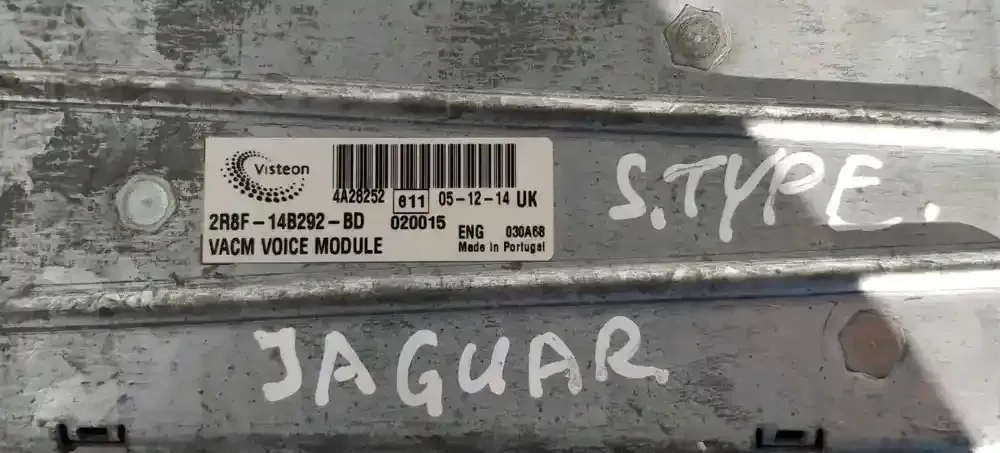 Visteon
4A28252 011 05-12-14 UK
2R8F-14B292-BD 020015
ENG 030A68
VACM VOICE MODULE Made in Portugal
S.TYPE.
JAGUAR